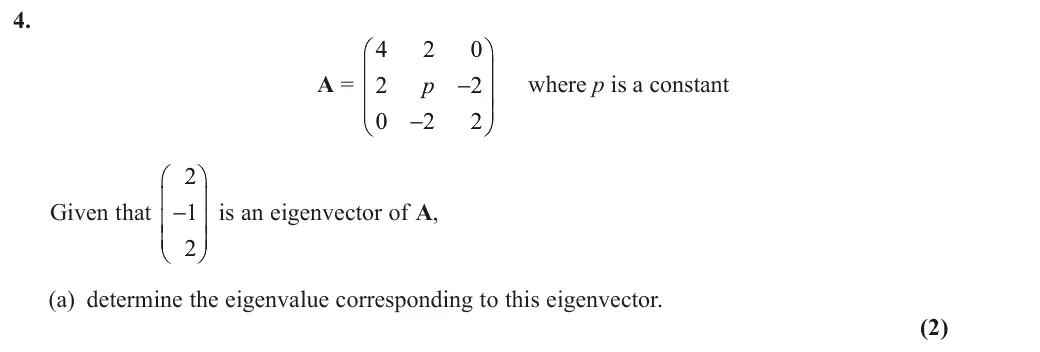 4.
A = ( 4 2 0 ) where p is a constant
2 p −2
0 −2 2
Given that ( 2 −1 2 ) is an eigenvector of A,
(a) determine the eigenvalue corresponding to this eigenvector.
(2)